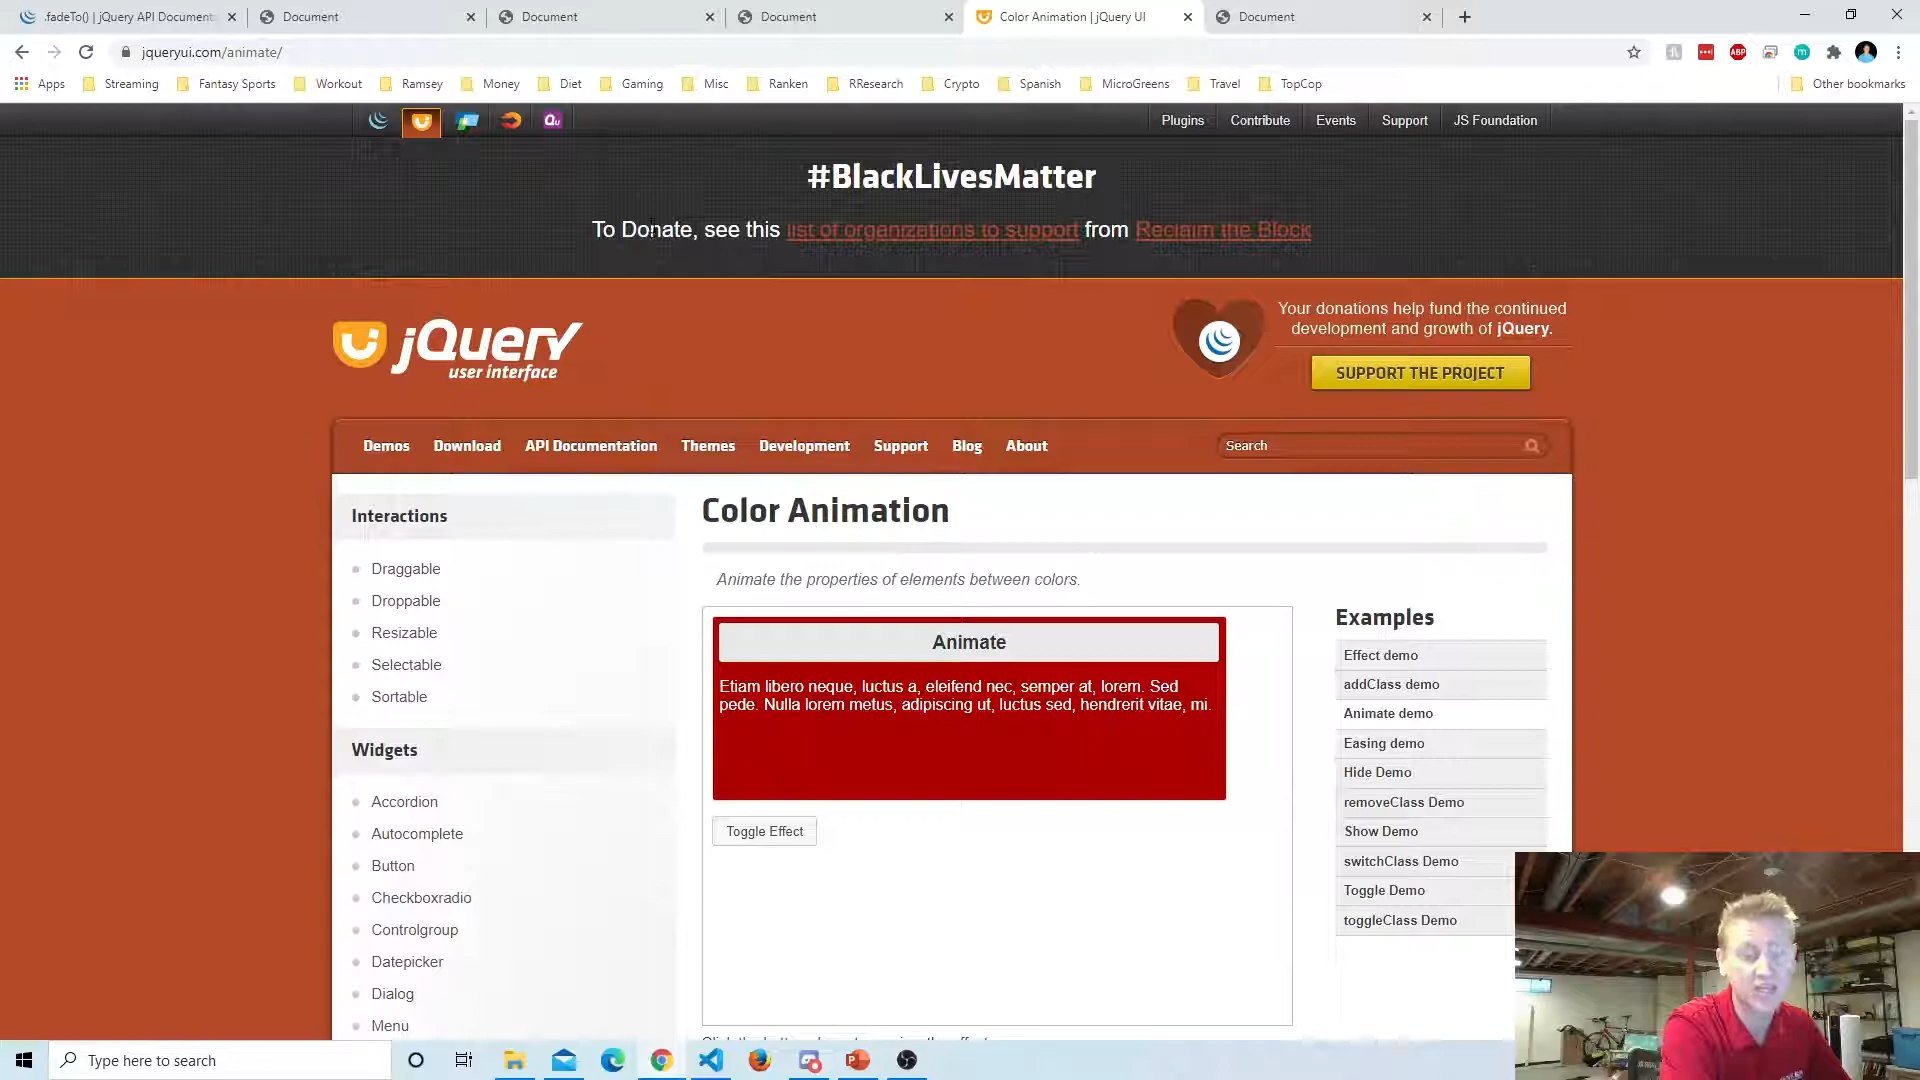 .fadeTo() | jQuery API Document
Document
Document
Document
Color Animation | jQuery UI
Document
jqueryui.com/animate/
ABP
m
Apps
Streaming
Fantasy Sports
Workout
Ramsey
Money
Diet
Gaming
Misc
Ranken
RResearch
Crypto
Spanish
MicroGreens
Travel
TopCop
Other bookmarks
Qu
Plugins
Contribute
Events
Support
JS Foundation
#BlackLivesMatter
To Donate, see this list of organizations to support from Reclaim the Block
jQuery
user interface
Your donations help fund the continued
development and growth of jQuery.
SUPPORT THE PROJECT
Demos
Download
API Documentation
Themes
Development
Support
Blog
About
Search
Interactions
Draggable
Droppable
Resizable
Selectable
Sortable
Widgets
Accordion
Autocomplete
Button
Checkboxradio
Controlgroup
Datepicker
Dialog
Menu
Color Animation
Animate the properties of elements between colors.
Animate
Etiam libero neque, luctus a, eleifend nec, semper at, lorem. Sed
pede. Nulla lorem metus, adipiscing ut, luctus sed, hendrerit vitae, mi.
Toggle Effect
Examples
Effect demo
addClass demo
Animate demo
Easing demo
Hide Demo
removeClass Demo
Show Demo
switchClass Demo
Toggle Demo
toggleClass Demo
Type here to search